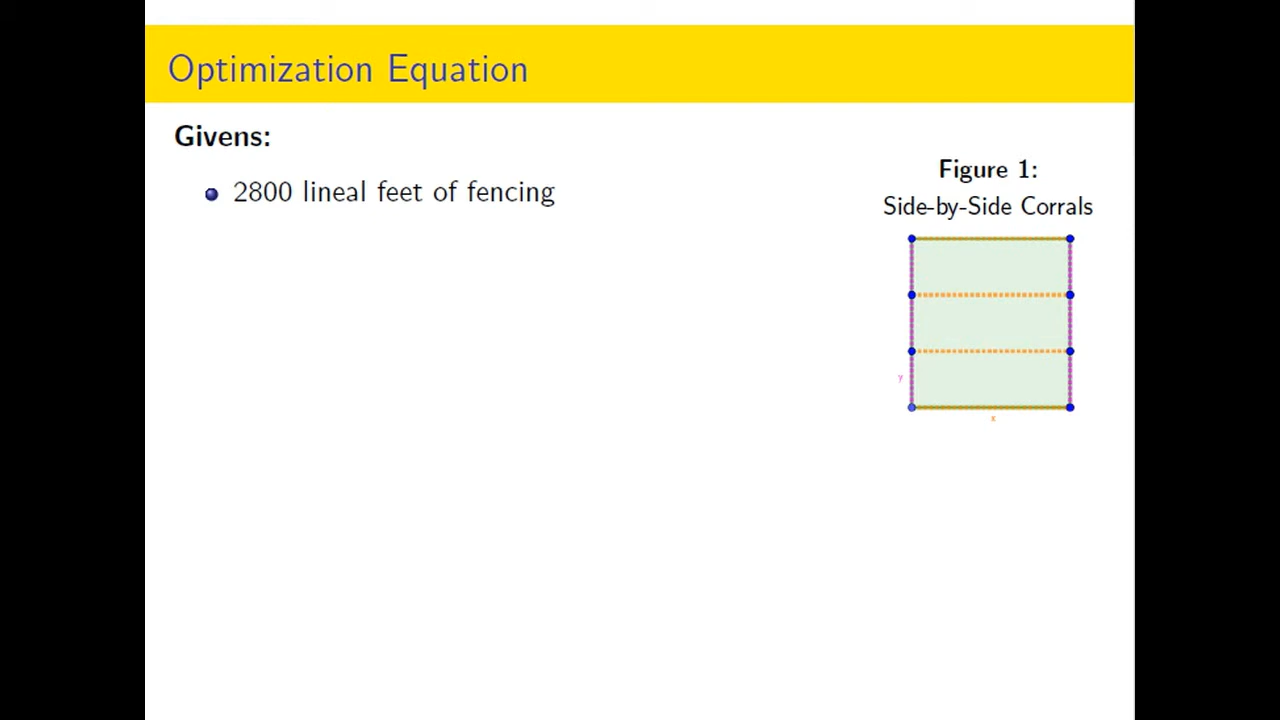 Optimization Equation
Givens:
2800 lineal feet of fencing
Figure 1:
Side-by-Side Corrals
y
x